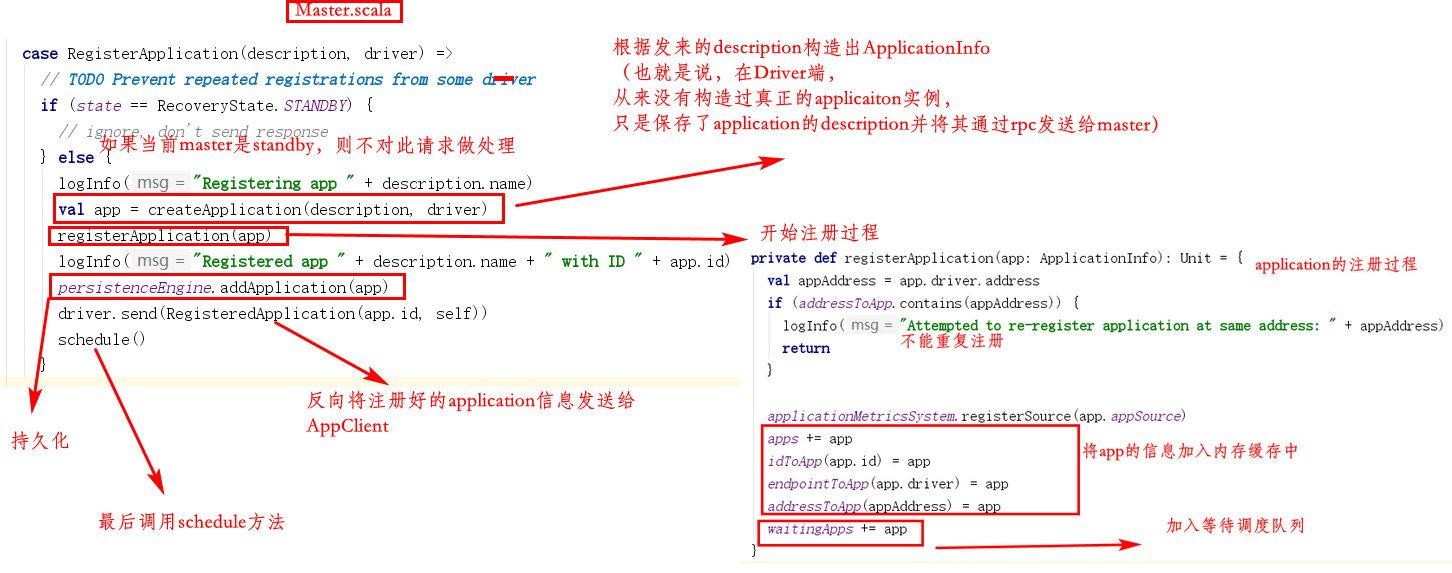 Master.scala
case RegisterApplication(description, driver) =>
// TODO Prevent repeated registrations from some driver
if (state == RecoveryState.STANDBY) {
// ignore, don't send response
如果当前master是standby，则不对此请求做处理
} else {
logInfo( msg = "Registering app " + description.name)
val app = createApplication(description, driver)
registerApplication(app)
logInfo( msg = "Registered app " + description.name + " with ID " + app.id)
persistenceEngine.addApplication(app)
driver.send(RegisteredApplication(app.id, self))
schedule()
}
持久化
反向将注册好的application信息发送给
AppClient
最后调用schedule方法
根据发来的description构造出ApplicationInfo
（也就是说，在Driver端，
从来没有构造过真正的applicaiton实例，
只是保存了application的description并将其通过rpc发送给master）
开始注册过程
private def registerApplication(app: ApplicationInfo): Unit = {
application的注册过程
val appAddress = app.driver.address
if (addressToApp.contains(appAddress)) {
logInfo( msg = "Attempted to re-register application at same address: " + appAddress)
不能重复注册
return
}
applicationMetricsSystem.registerSource(app.appSource)
apps += app
idToApp(app.id) = app
endpointToApp(app.driver) = app
addressToApp(appAddress) = app
将app的信息加入内存缓存中
waitingApps += app
加入等待调度队列
}